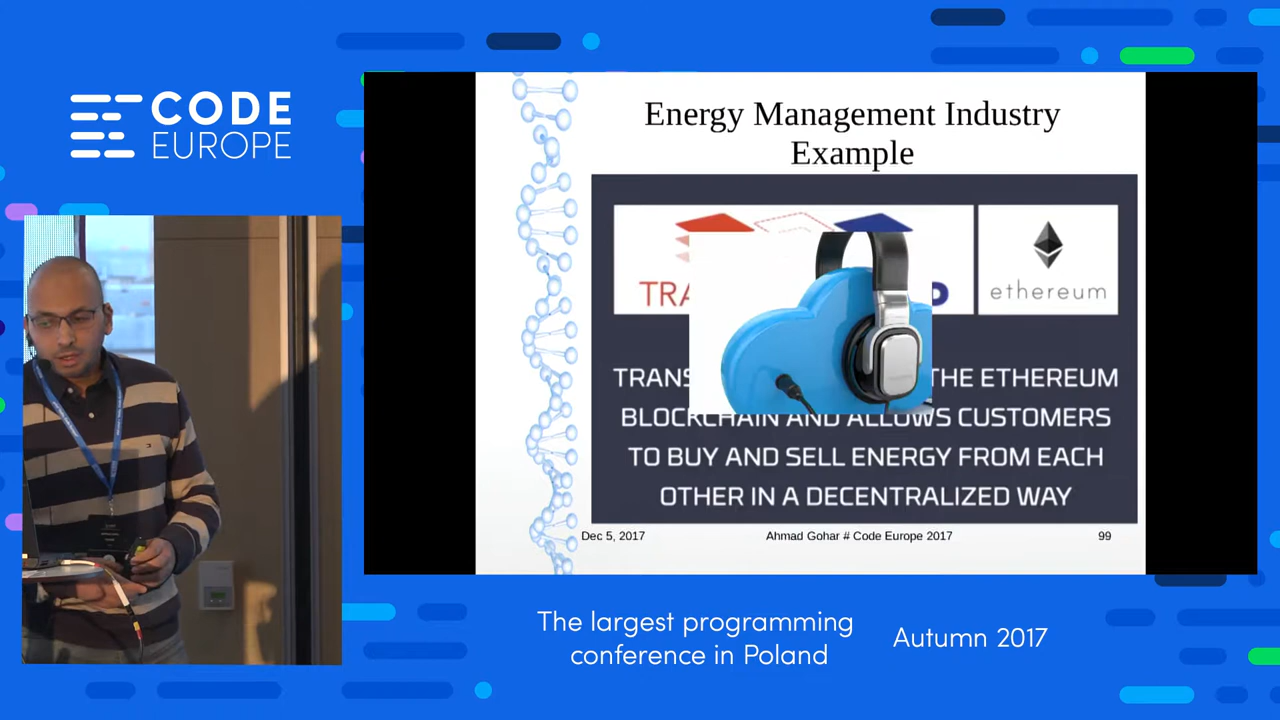 CODE
EUROPE
Energy Management Industry
Example
TRA
ethereum
TRANS THE ETHEREUM
BLOCKCHAIN AND ALLOWS CUSTOMERS
TO BUY AND SELL ENERGY FROM EACH
OTHER IN A DECENTRALIZED WAY
Dec 5, 2017 Ahmad Gohar # Code Europe 2017 99
The largest programming
conference in Poland
Autumn 2017